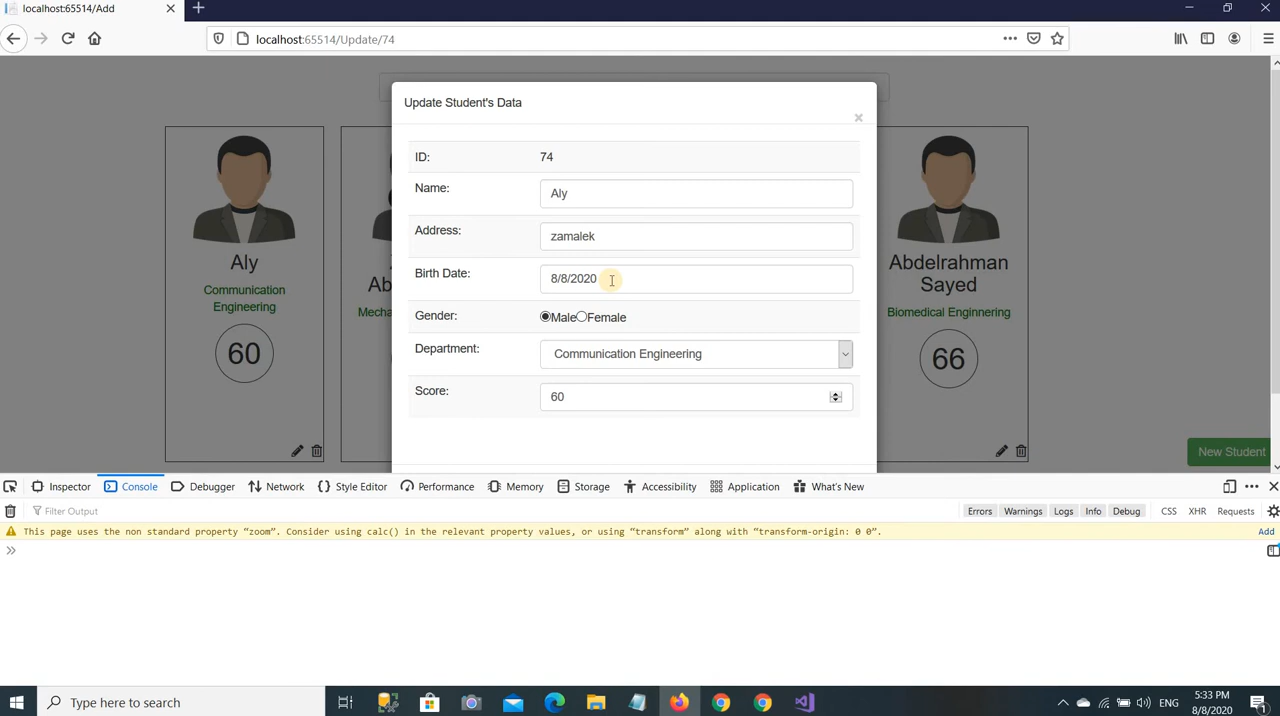 localhost:65514/Add
localhost:65514/Update/74
Update Student's Data
×
ID: 74
Name: Aly
Address: zamalek
Birth Date: 8/8/2020
Gender: Male Female
Department: Communication Engineering
Score: 60
Aly
Communication
Engineering
60
Ab
Mecha
Abdelrahman
Sayed
Biomedical Enginnering
66
New Student
Inspector Console Debugger Network Style Editor Performance Memory Storage Accessibility Application What's New
Filter Output Errors Warnings Logs Info Debug CSS XHR Requests
This page uses the non standard property “zoom”. Consider using calc() in the relevant property values, or using “transform” along with “transform-origin: 0 0”. Add
Type here to search
ENG
5:33 PM
8/8/2020
1